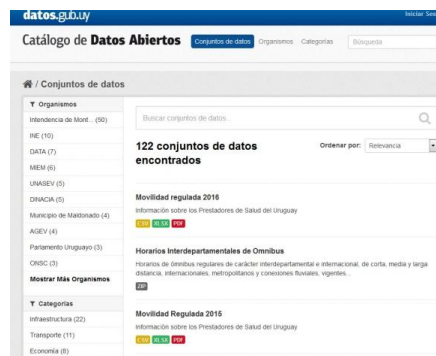 datos.gub.uy
Iniciar Ses
Catálogo de Datos Abiertos
Conjuntos de datos
Organismos
Categorías
Búsqueda
/ Conjuntos de datos
Organismos
Intendencia de Mont... (50)
INE (10)
DATA (7)
MIEM (6)
UNASEV (5)
DINACIA (5)
Municipio de Maldonado (4)
AGEV (4)
Parlamento Uruguayo (3)
ONSC (3)
Mostrar Más Organismos
Categorías
Infraestructura (22)
Transporte (11)
Economía (8)
Buscar conjuntos de datos...
122 conjuntos de datos
encontrados
Ordenar por:
Relevancia
Movilidad regulada 2016
Información sobre los Prestadores de Salud del Uruguay
CSV XLSX PDF
Horarios Interdepartamentales de Omnibus
Horarios de ómnibus regulares de carácter interdepartamental e internacional, de corta, media y larga
distancia, internacionales, metropolitanos y conexiones fluviales, vigentes...
ZIP
Movilidad Regulada 2015
Información sobre los Prestadores de Salud del Uruguay
CSV XLSX PDF